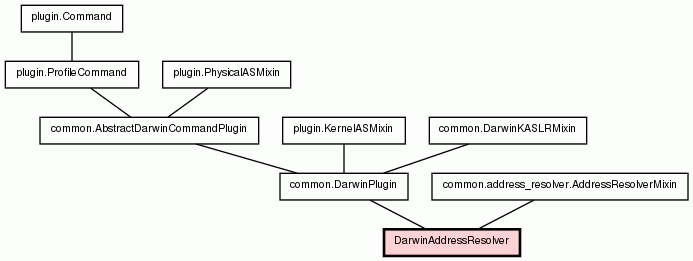 plugin.Command
plugin.ProfileCommand
plugin.PhysicalASMixin
common.AbstractDarwinCommandPlugin
plugin.KernelASMixin
common.DarwinKASLRMixin
common.DarwinPlugin
common.address_resolver.AddressResolverMixin
DarwinAddressResolver